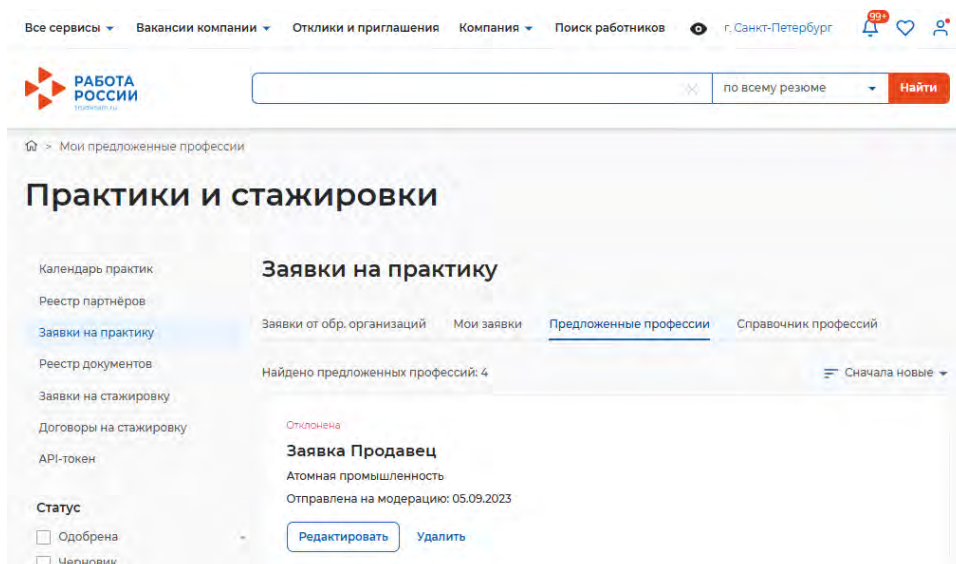 Все сервисы Вакансии компании Отклики и приглашения Компания Поиск работников г. Санкт-Петербург 99+
РАБОТА
РОССИИ
trudvsem.ru
по всему резюме Найти
> Мои предложенные профессии
Практики и стажировки
Календарь практик
Реестр партнёров
Заявки на практику
Реестр документов
Заявки на стажировку
Договоры на стажировку
API-токен
Статус
Одобрена
Черновик
Заявки на практику
Заявки от обр. организаций Мои заявки Предложенные профессии Справочник профессий
Найдено предложенных профессий: 4 Сначала новые
Отклонена
Заявка Продавец
Атомная промышленность
Отправлена на модерацию: 05.09.2023
Редактировать Удалить